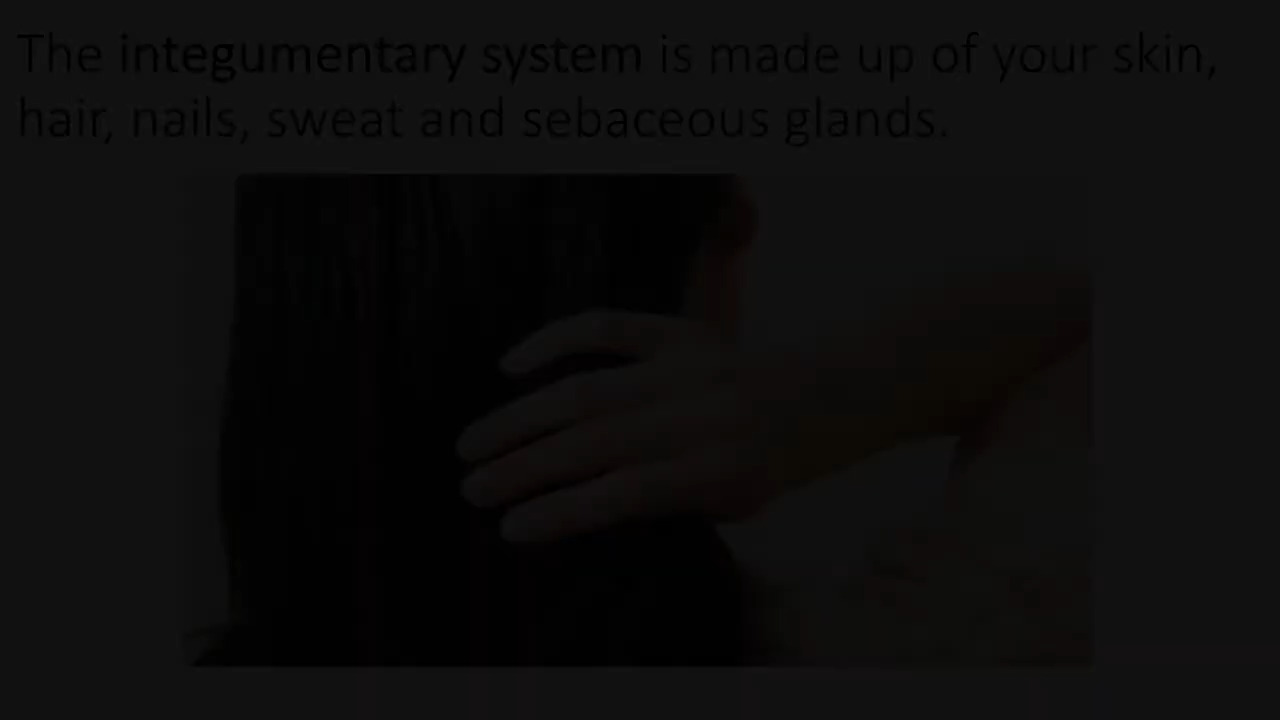 The integumentary system is made up of your skin,
hair, nails, sweat and sebaceous glands.